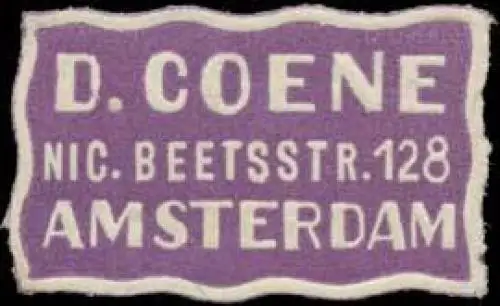 D. COENE
NIC. BEETSSTR. 128
AMSTERDAM